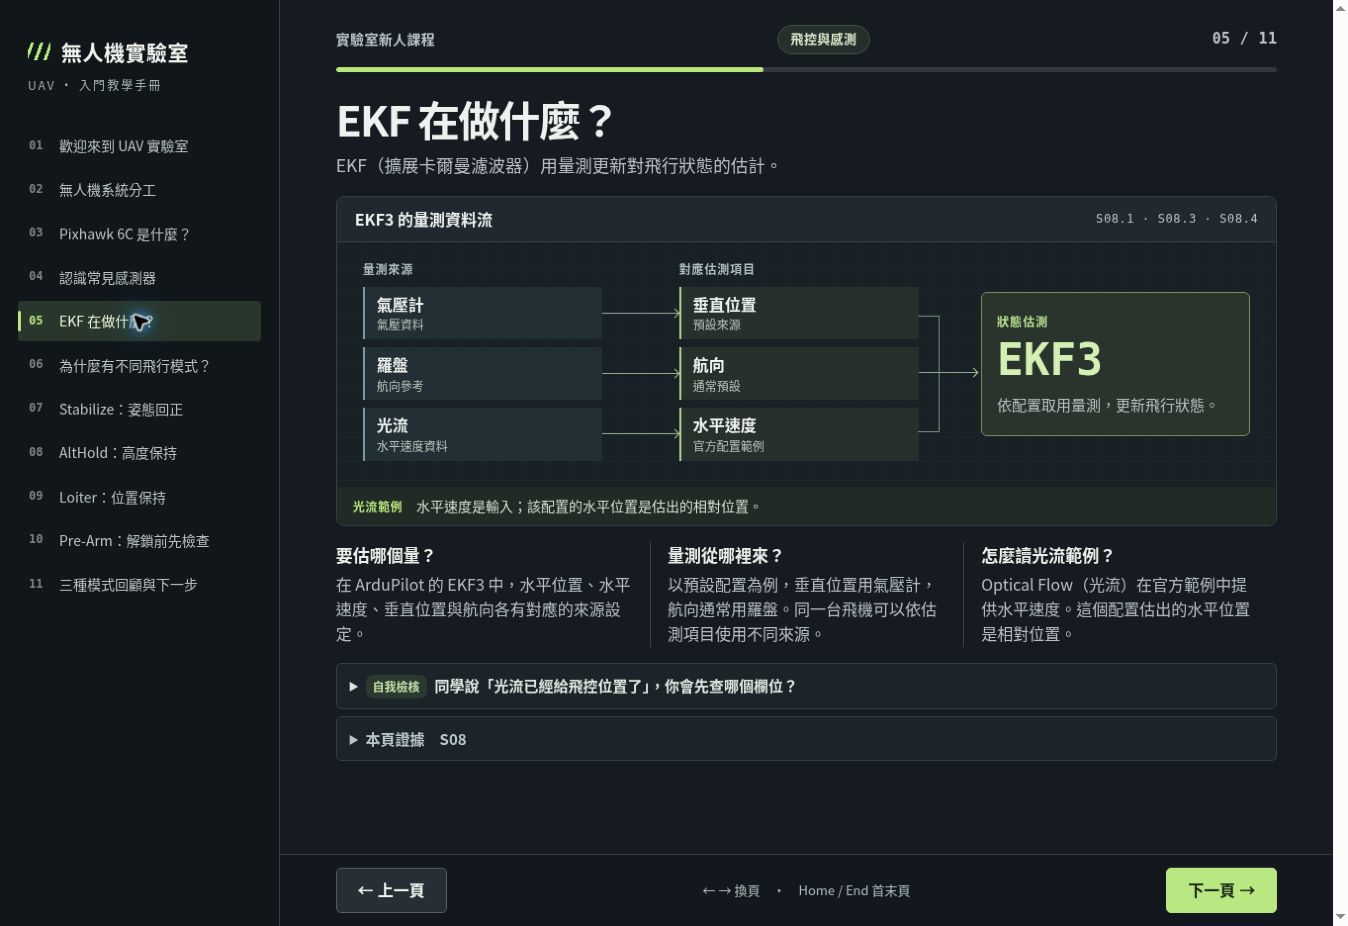 /// 無人機實驗室
UAV · 入門教學手冊
01 歡迎來到 UAV 實驗室
02 無人機系統分工
03 Pixhawk 6C 是什麼？
04 認識常見感測器
05 EKF 在做什麼？
06 為什麼有不同飛行模式？
07 Stabilize：姿態回正
08 AltHold：高度保持
09 Loiter：位置保持
10 Pre-Arm：解鎖前先檢查
11 三種模式回顧與下一步
實驗室新人課程
飛控與感測
05 / 11
EKF 在做什麼？
EKF（擴展卡爾曼濾波器）用量測更新對飛行狀態的估計。
EKF3 的量測資料流
S08.1 · S08.3 · S08.4
量測來源
對應估測項目
氣壓計
氣壓資料
垂直位置
預設來源
羅盤
航向參考
航向
通常預設
光流
水平速度資料
水平速度
官方配置範例
狀態估測
EKF3
依配置取用量測，更新飛行狀態。
光流範例 水平速度是輸入；該配置的水平位置是估出的相對位置。
要估哪個量？
在 ArduPilot 的 EKF3 中，水平位置、水平
速度、垂直位置與航向各有對應的來源設
定。
量測從哪裡來？
以預設配置為例，垂直位置用氣壓計，
航向通常用羅盤。同一台飛機可以依估
測項目使用不同來源。
怎麼讀光流範例？
Optical Flow（光流）在官方範例中提
供水平速度。這個配置估出的水平位置
是相對位置。
▶ 自我檢核 同學說「光流已經給飛控位置了」，你會先查哪個欄位？
▶ 本頁證據 S08
← 上一頁
←→ 換頁 · Home / End 首末頁
下一頁 →